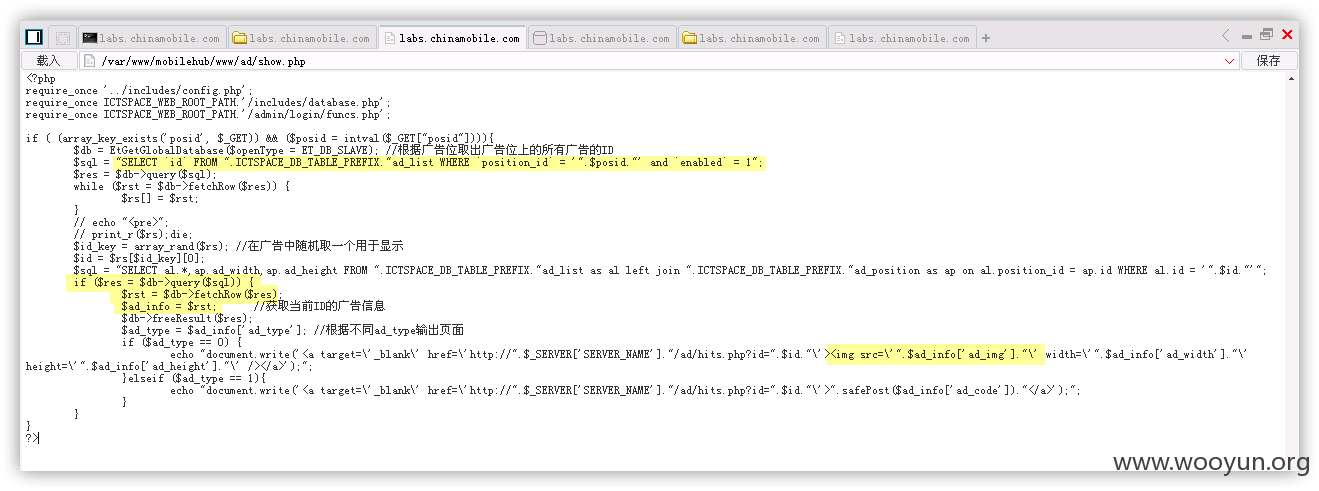 labs.chinamobile.com labs.chinamobile.com labs.chinamobile.com labs.chinamobile.com labs.chinamobile.com labs.chinamobile.com +
载入 /var/www/mobilehub/www/ad/show.php 保存
<?php
require_once '../includes/config.php';
require_once ICTSPACE_WEB_ROOT_PATH.'/includes/database.php';
require_once ICTSPACE_WEB_ROOT_PATH.'/admin/login/funcs.php';
if ( (array_key_exists('posid', $_GET)) && ($posid = intval($_GET["posid"]))){
$db = EtGetGlobalDatabase($openType = ET_DB_SLAVE); //根据广告位取出广告位上的所有广告的ID
$sql = "SELECT `id` FROM ".ICTSPACE_DB_TABLE_PREFIX."ad_list WHERE `position_id` = '".$posid."' and `enabled` = 1";
$res = $db->query($sql);
while ($rst = $db->fetchRow($res)) {
$rs[] = $rst;
}
// echo "<pre>";
// print_r($rs);die;
$id_key = array_rand($rs); //在广告中随机取一个用于显示
$id = $rs[$id_key][0];
$sql = "SELECT al.*,ap.ad_width,ap.ad_height FROM ".ICTSPACE_DB_TABLE_PREFIX."ad_list as al left join ".ICTSPACE_DB_TABLE_PREFIX."ad_position as ap on al.position_id = ap.id WHERE al.id = '".$id."'";
if ($res = $db->query($sql)) {
$rst = $db->fetchRow($res);
$ad_info = $rst; //获取当前ID的广告信息
$db->freeResult($res);
$ad_type = $ad_info['ad_type']; //根据不同ad_type输出页面
if ($ad_type == 0) {
echo "document.write('<a target=\'_blank\' href=\'http://".$_SERVER['SERVER_NAME']."/ad/hits.php?id=".$id."\'><img src=\'".$ad_info['ad_img']."\' width=\'".$ad_info['ad_width']."\'
height=\'".$ad_info['ad_height']."\' /></a>');";
}elseif ($ad_type == 1){
echo "document.write('<a target=\'_blank\' href=\'http://".$_SERVER['SERVER_NAME']."/ad/hits.php?id=".$id."\'>".safePost($ad_info['ad_code'])."</a>');";
}
}
}
?>
www.wooyun.org